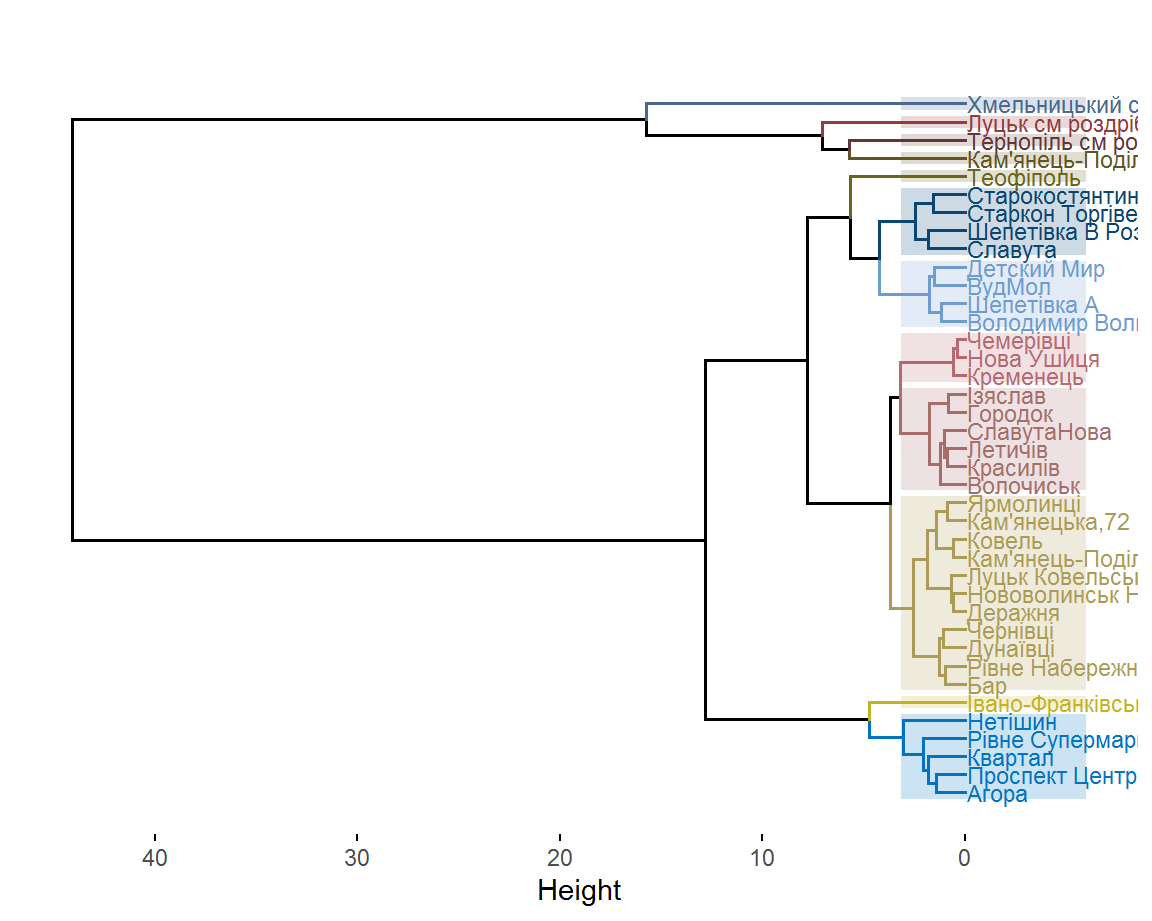 Хмельницький с
Луцьк см роздріб
Тернопіль см ро
Кам'янець-Поділ
Теофіполь
Старокостянтин
Старкон Торгіве
Шепетівка В Роз
Славута
Детский Мир
ВудМол
Шепетівка А
Володимир Воли
Чемерівці
Нова Ушиця
Кременець
Ізяслав
Городок
СлавутаНова
Летичів
Красилів
Волочиськ
Ярмолинці
Кам'янецька,72
Ковель
Кам'янець-Поділ
Луцьк Ковельсь
Нововолинськ Н
Деражня
Чернівці
Дунаївці
Рівне Набережн
Бар
Івано-Франківсь
Нетішин
Рівне Супермар
Квартал
Проспект Центр
Агора
40 30 20 10 0
Height